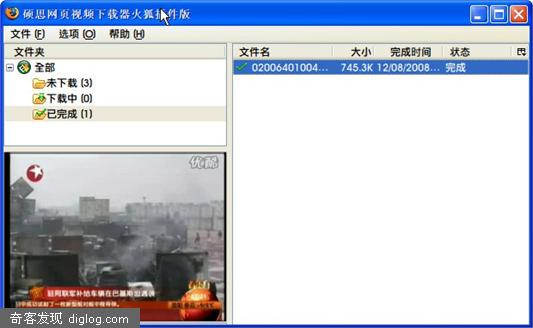 硕思网页视频下载器火狐插件版
文件 (F) 选项 (O) 帮助 (H)
文件夹
全部
未下载 (3)
下载中 (0)
已完成 (1)
文件名 大小 完成时间 状态
02006401004... 745.3K 12/08/2008... 完成
优酷
驻阿联军补给车辆在巴基斯坦遇袭
奇客发现 diglog.com